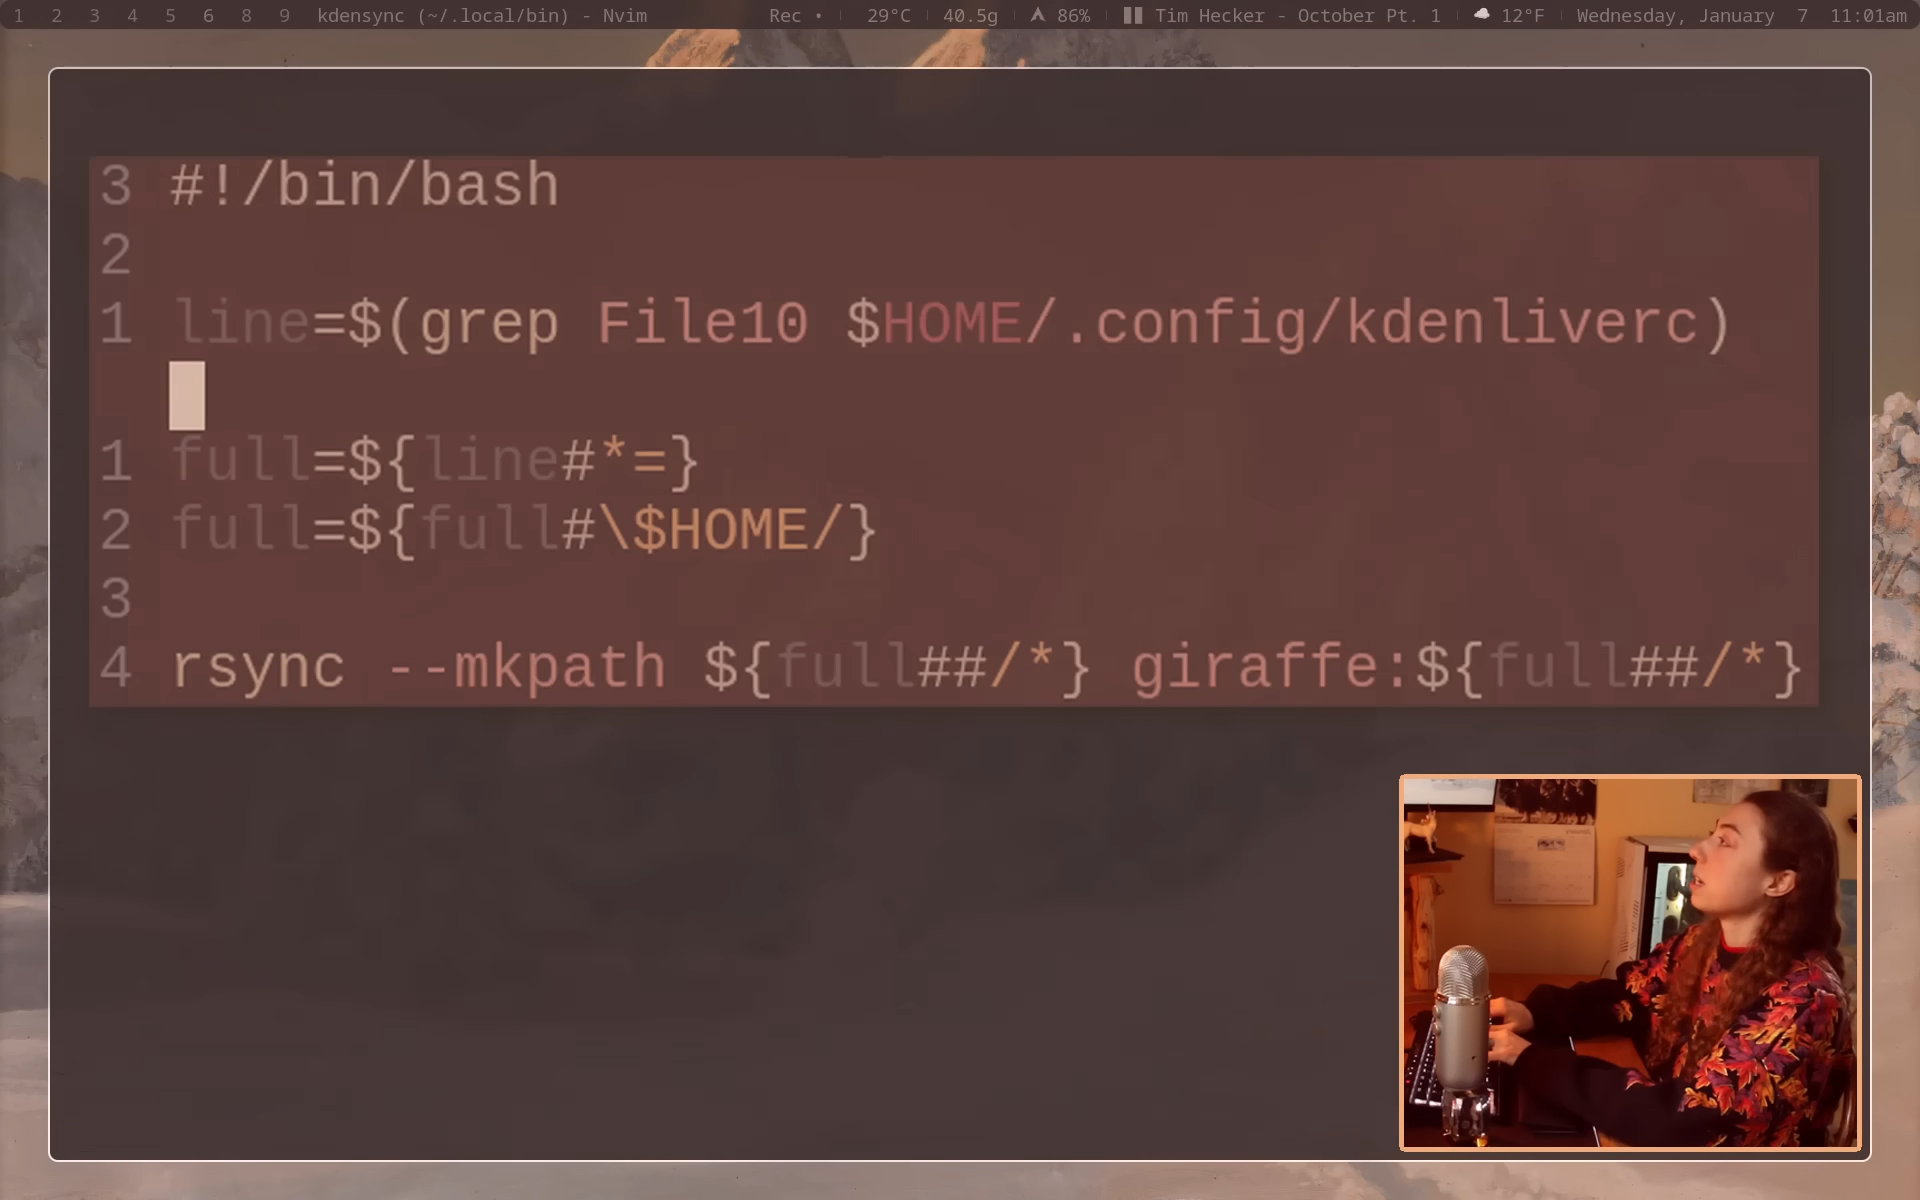 1 2 3 4 5 6 8 9 kdensync (~/.local/bin) - Nvim Rec • 29°C 40.5g 86% Tim Hecker - October Pt. 1 12°F Wednesday, January 7 11:01am
3 #!/bin/bash
2
1 line=$(grep File10 $HOME/.config/kdenliverc)
1 full=${line#*=}
2 full=${full#\$HOME/}
3
4 rsync --mkpath ${full##/*} giraffe:${full##/*}